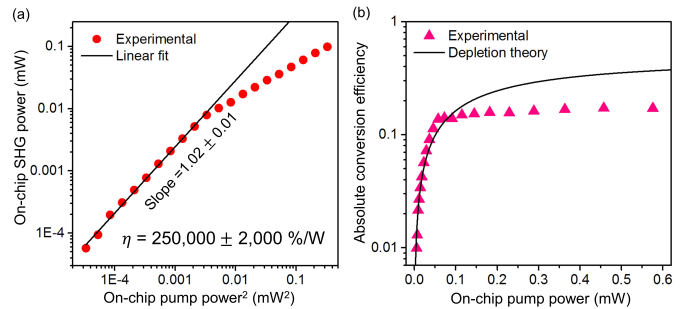 (a)
Experimental
Linear fit
Slope =1.02 ± 0.01
η = 250,000 ± 2,000 %/W
On-chip SHG power (mW)
0.1
0.01
0.001
1E-4
1E-4
0.001
0.01
0.1
On-chip pump power² (mW²)
(b)
Experimental
Depletion theory
Absolute conversion efficiency
1
0.1
0.01
0.0
0.1
0.2
0.3
0.4
0.5
0.6
On-chip pump power (mW)